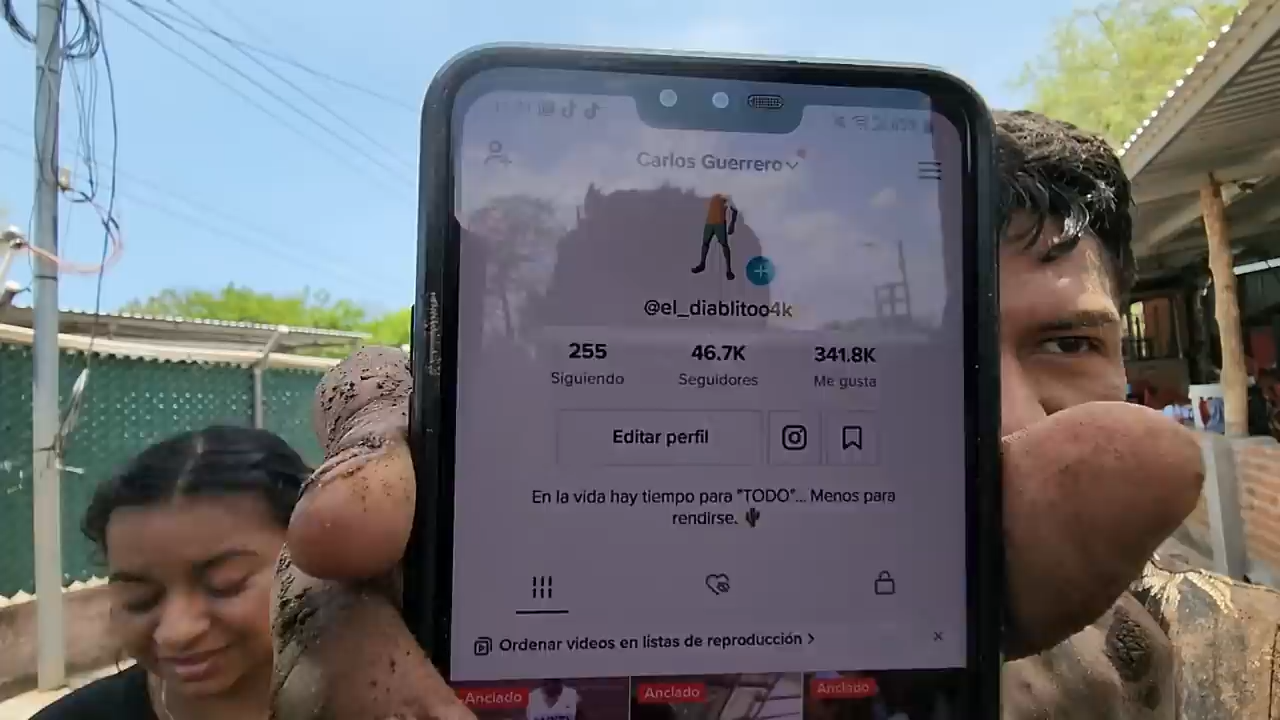 Carlos Guerrero
@el_diablitoo4k
255 46.7K 341.8K
Siguiendo Seguidores Me gusta
Editar perfil
En la vida hay tiempo para "TODO"... Menos para
rendirse.
Ordenar videos en listas de reproducción
Anclado Anclado Anclado